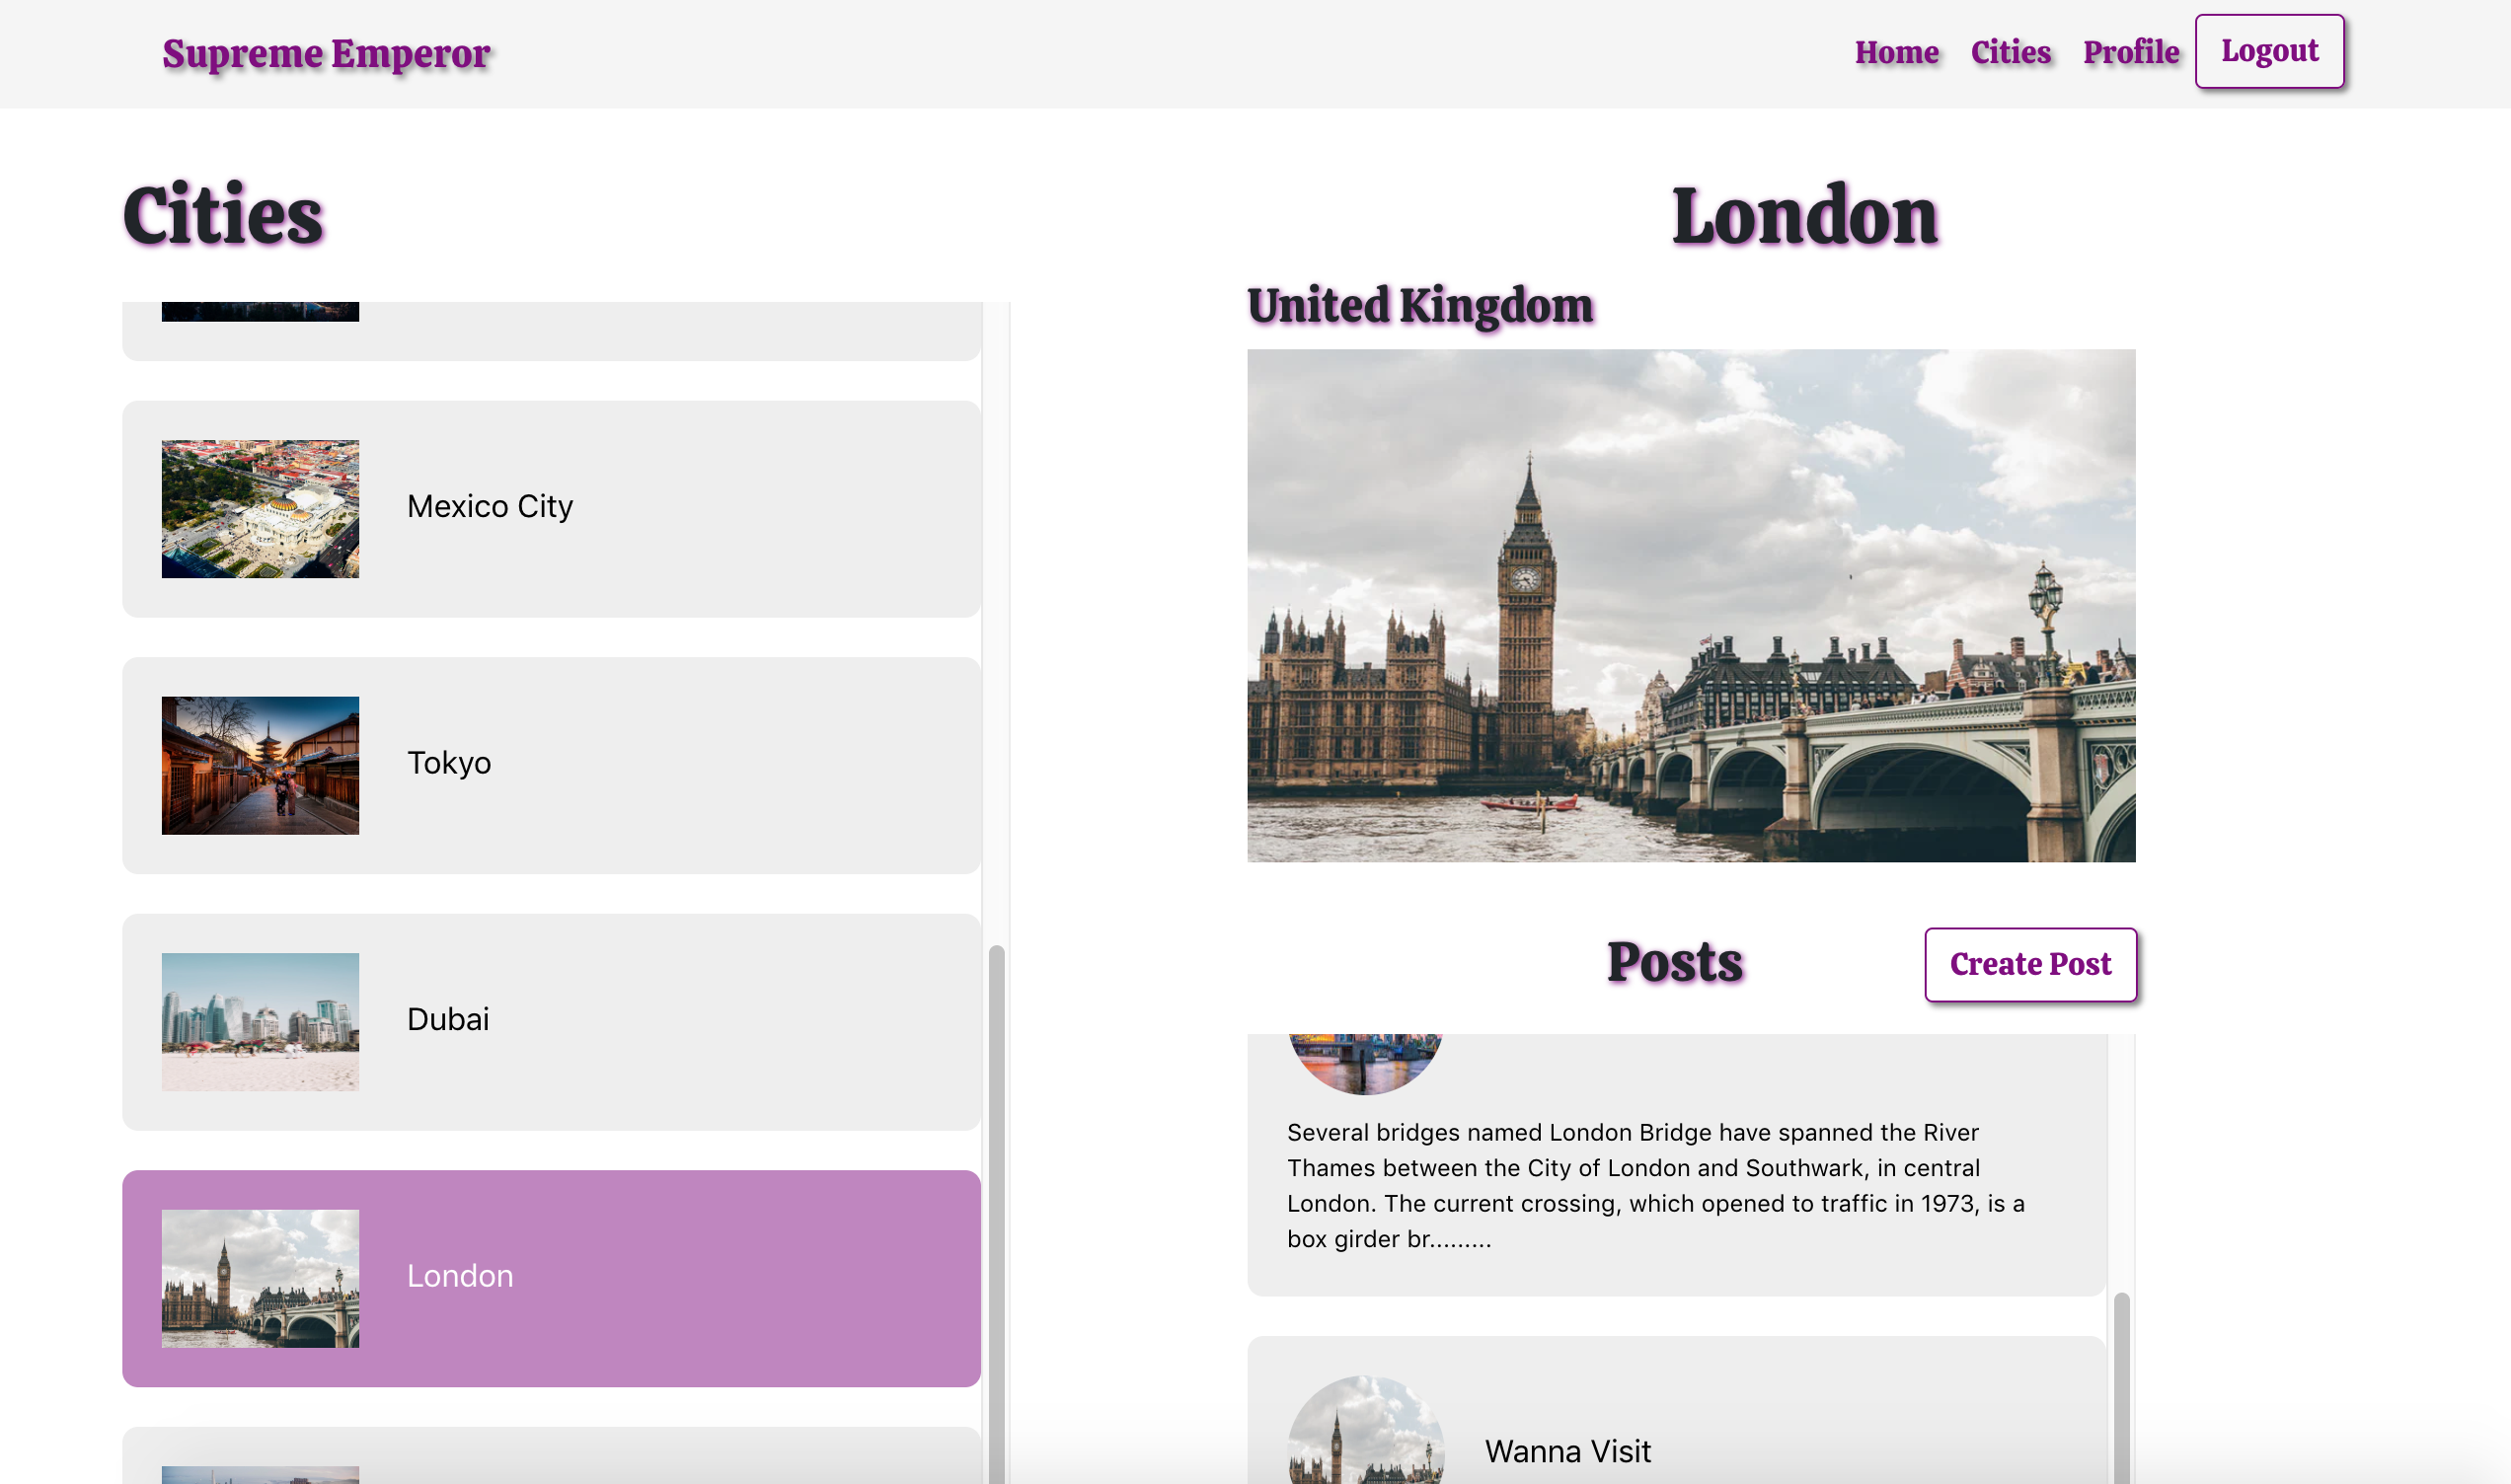 Supreme Emperor
Home Cities Profile Logout
Cities
Mexico City
Tokyo
Dubai
London
London
United Kingdom
Posts
Create Post
Several bridges named London Bridge have spanned the River
Thames between the City of London and Southwark, in central
London. The current crossing, which opened to traffic in 1973, is a
box girder br.........
Wanna Visit